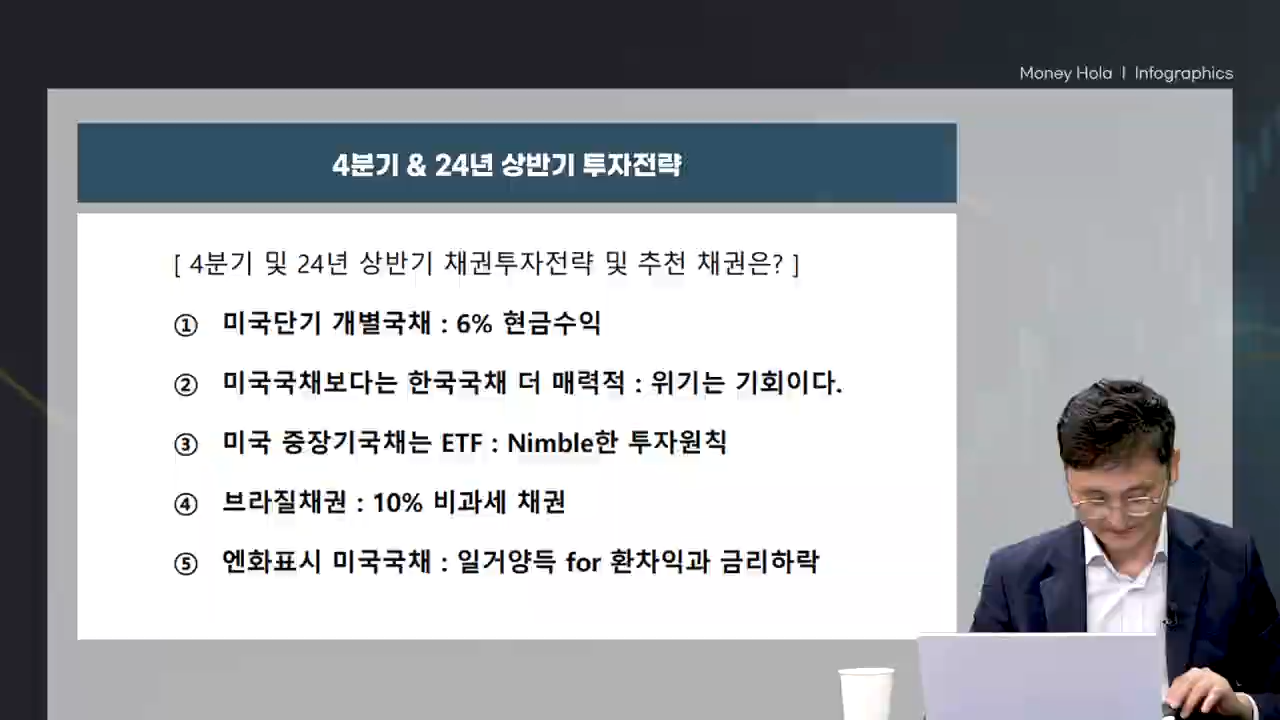 Money Hola | Infographics
4분기 & 24년 상반기 투자전략
[ 4분기 및 24년 상반기 채권투자전략 및 추천 채권은? ]
① 미국단기 개별국채 : 6% 현금수익
② 미국국채보다는 한국국채 더 매력적 : 위기는 기회이다.
③ 미국 중장기국채는 ETF : Nimble한 투자원칙
④ 브라질채권 : 10% 비과세 채권
⑤ 엔화표시 미국국채 : 일거양득 for 환차익과 금리하락